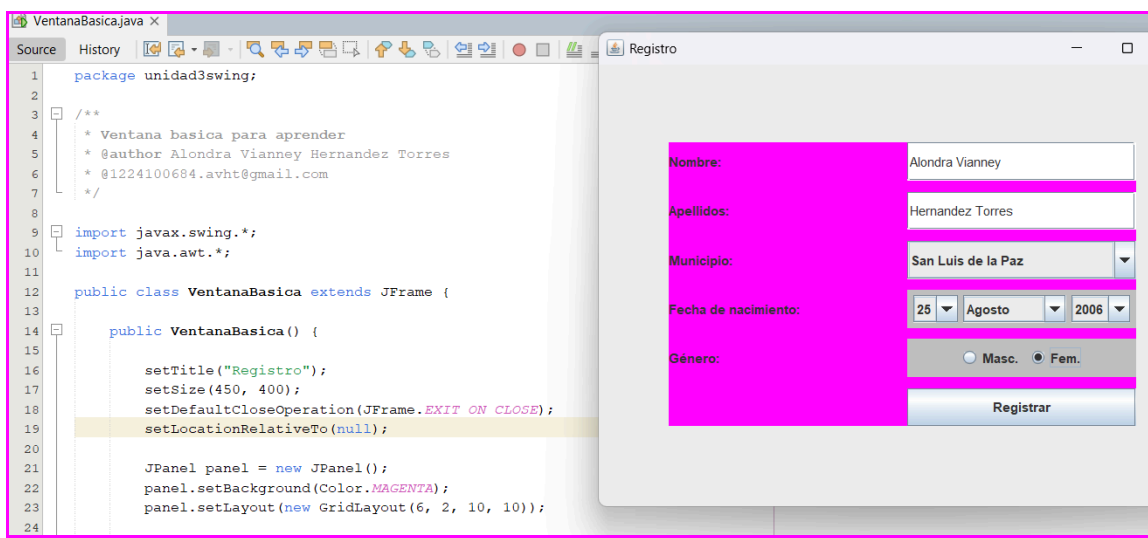 VentanaBasica.java
Source History
1 package unidad3swing;
2
3 /**
4 * Ventana basica para aprender
5 * @author Alondra Vianney Hernandez Torres
6 * @1224100684.avht@gmail.com
7 */
8
9 import javax.swing.*;
10 import java.awt.*;
11
12 public class VentanaBasica extends JFrame {
13
14 public VentanaBasica() {
15
16 setTitle("Registro");
17 setSize(450, 400);
18 setDefaultCloseOperation(JFrame.EXIT_ON_CLOSE);
19 setLocationRelativeTo(null);
20
21 JPanel panel = new JPanel();
22 panel.setBackground(Color.MAGENTA);
23 panel.setLayout(new GridLayout(6, 2, 10, 10));
24
Registro
Nombre: Alondra Vianney
Apellidos: Hernandez Torres
Municipio: San Luis de la Paz
Fecha de nacimiento: 25 Agosto 2006
Género: Masc. Fem.
Registrar